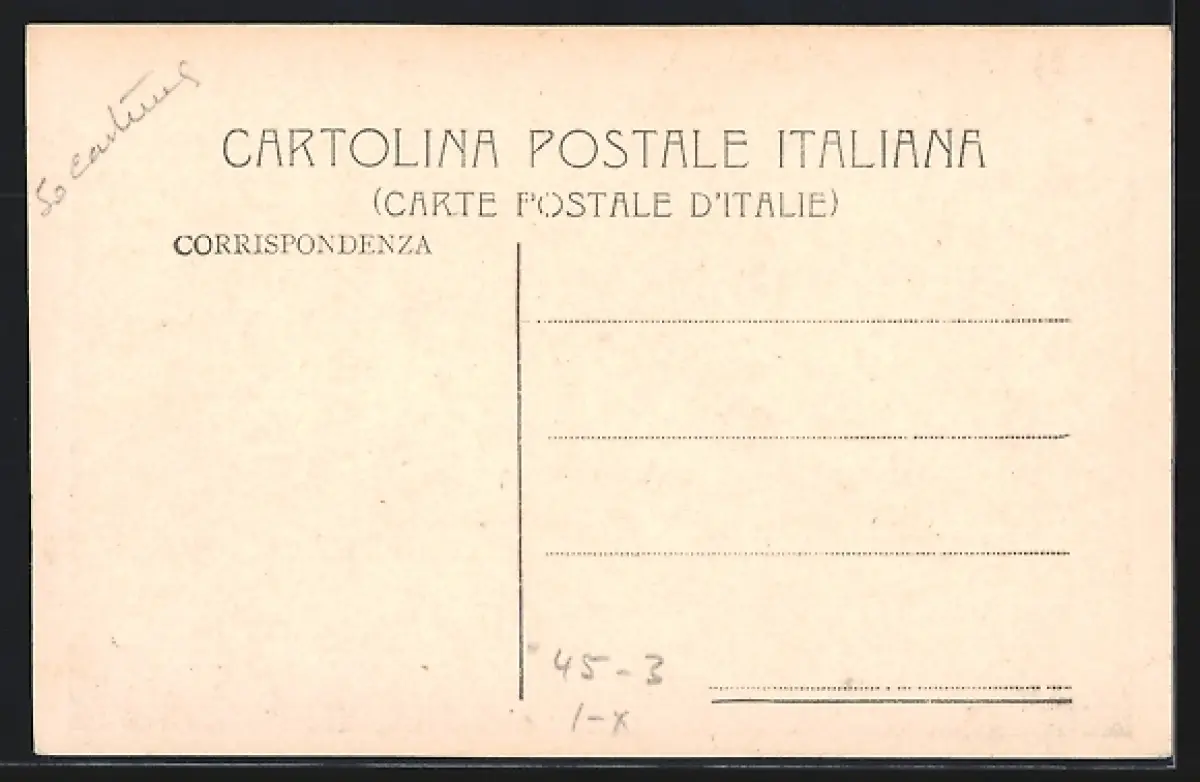 50 centimes
CARTOLINA POSTALE ITALIANA
(CARTE POSTALE D'ITALIE)
CORRISPONDENZA
45-3
1-x